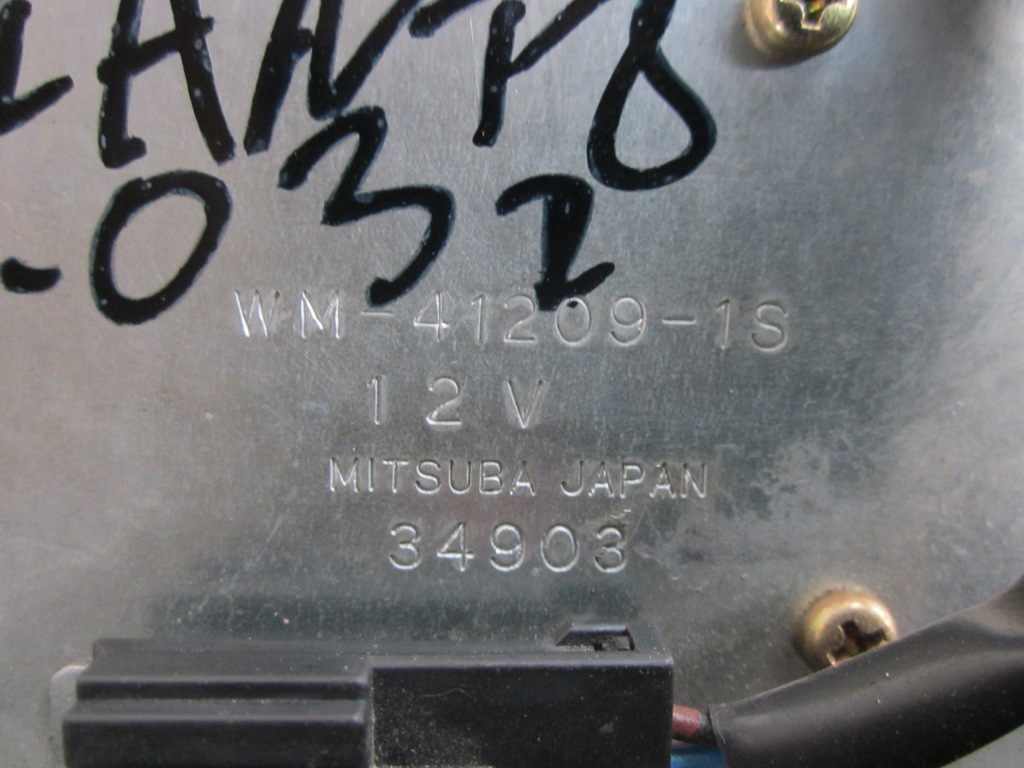 -032
WM-41209-1S
12V
MITSUBA JAPAN
34903